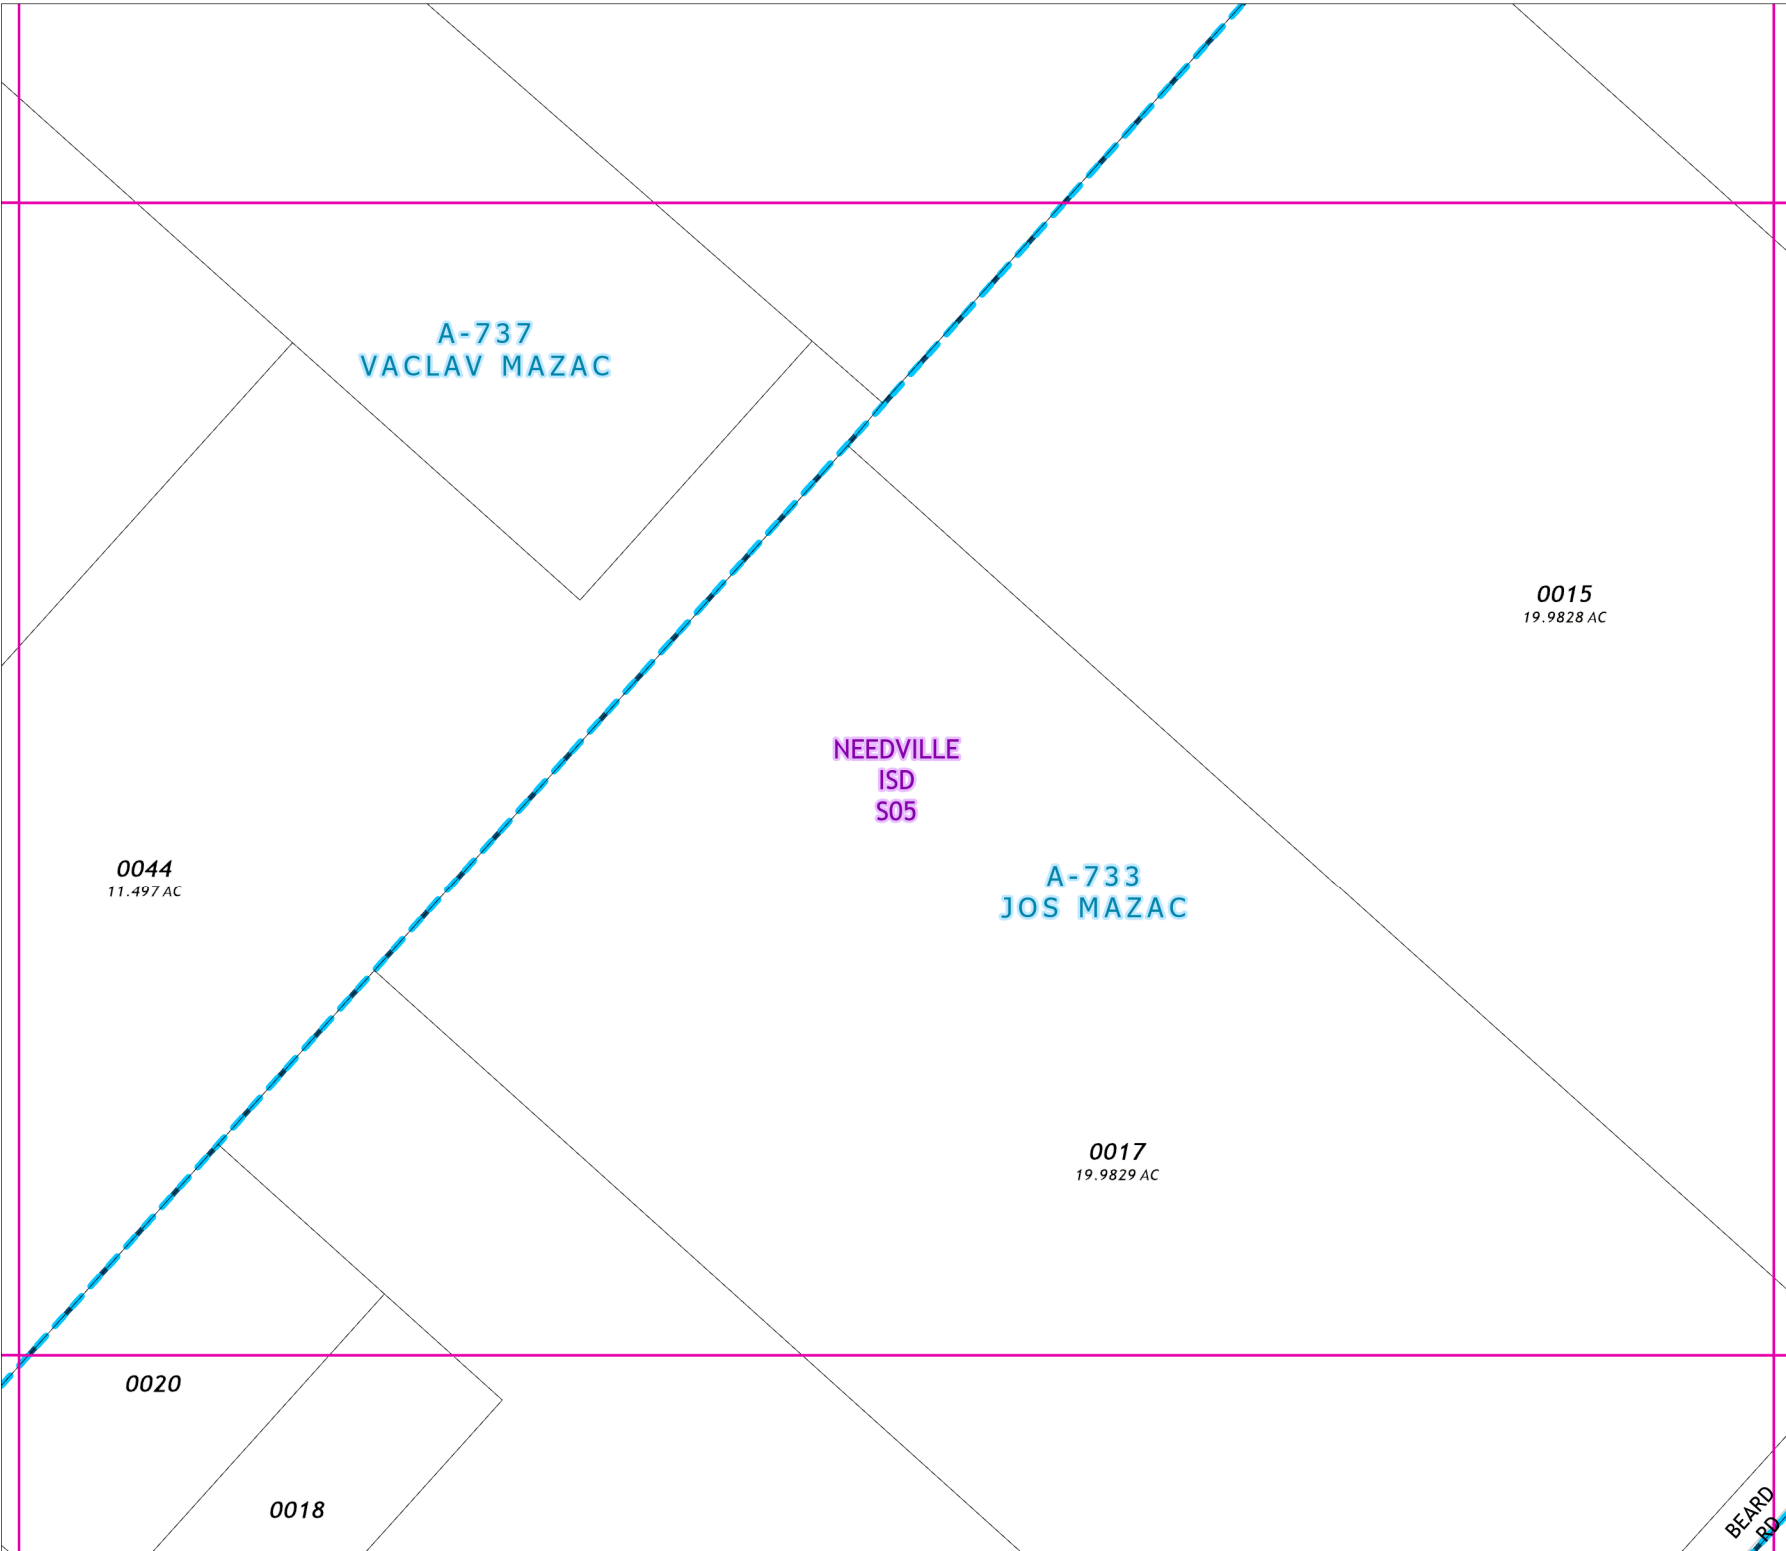 A-737
VACLAV MAZAC
0015
19.9828 AC
NEEDVILLE
ISD
S05
0044
11.497 AC
A-733
JOS MAZAC
0017
19.9829 AC
0020
0018
BEARD
RD